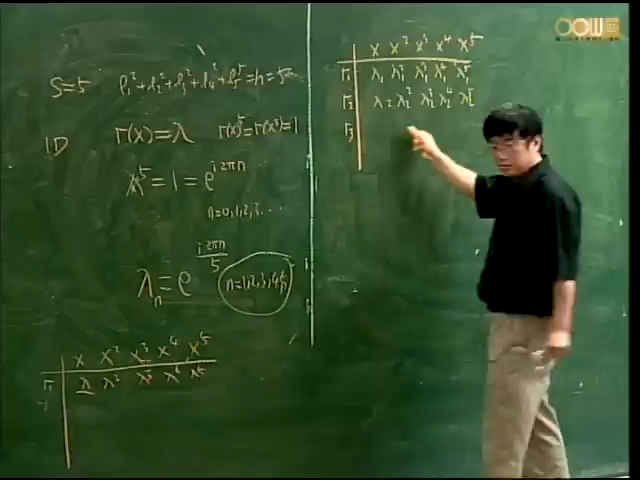 S=5 l₁²+l₂²+l₃²+l₄²+l₅²=h=5
1D Γ(x)=λ Γ(x)⁵=Γ(x⁵)=1
λ⁵=1=e^{i2πn}
n=0,1,2,3...
λₙ=e^{i2πn/5} n=1,2,3,4,5
x x² x³ x⁴ x⁵
Γ₁ λ λ² λ³ λ⁴ λ⁵
x x² x³ x⁴ x⁵
Γ₁ λ₁ λ₁² λ₁³ λ₁⁴ λ₁⁵
Γ₂ λ₂ λ₂² λ₂³ λ₂⁴ λ₂⁵
Γ₃
OCW